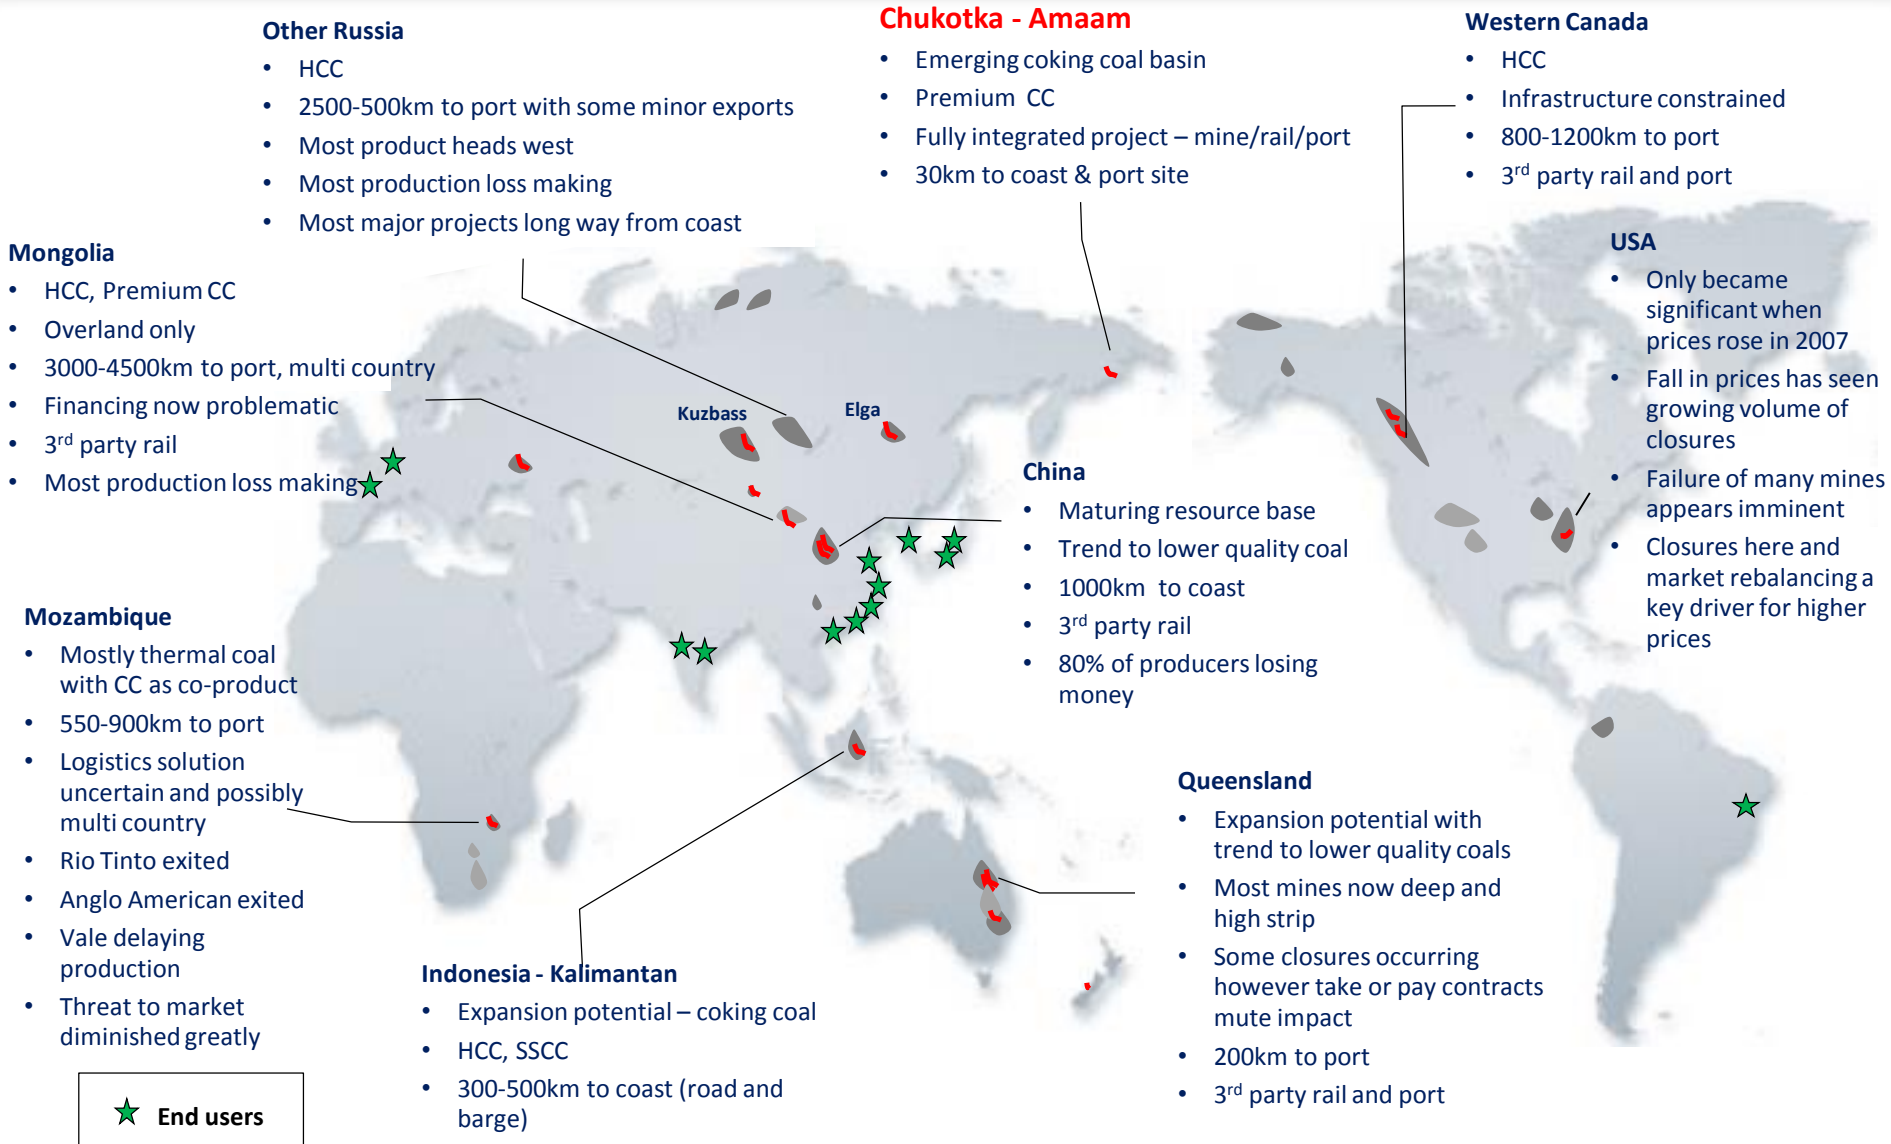 Other Russia
• HCC
• 2500-500km to port with some minor exports
• Most product heads west
• Most production loss making
• Most major projects long way from coast
Chukotka - Amaam
• Emerging coking coal basin
• Premium CC
• Fully integrated project – mine/rail/port
• 30km to coast & port site
Western Canada
• HCC
• Infrastructure constrained
• 800-1200km to port
• 3rd party rail and port
Mongolia
• HCC, Premium CC
• Overland only
• 3000-4500km to port, multi country
• Financing now problematic
• 3rd party rail
• Most production loss making
USA
• Only became
significant when
prices rose in 2007
• Fall in prices has seen
growing volume of
closures
• Failure of many mines
appears imminent
• Closures here and
market rebalancing a
key driver for higher
prices
Kuzbass
Elga
China
• Maturing resource base
• Trend to lower quality coal
• 1000km to coast
• 3rd party rail
• 80% of producers losing
money
Mozambique
• Mostly thermal coal
with CC as co-product
• 550-900km to port
• Logistics solution
uncertain and possibly
multi country
• Rio Tinto exited
• Anglo American exited
• Vale delaying
production
• Threat to market
diminished greatly
Indonesia - Kalimantan
• Expansion potential – coking coal
• HCC, SSCC
• 300-500km to coast (road and
barge)
Queensland
• Expansion potential with
trend to lower quality coals
• Most mines now deep and
high strip
• Some closures occurring
however take or pay contracts
mute impact
• 200km to port
• 3rd party rail and port
End users